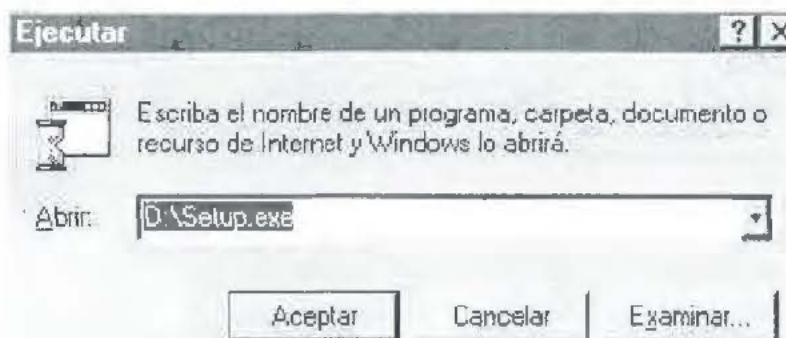 Ejecutar
Escriba el nombre de un programa, carpeta, documento o
recurso de Internet y Windows lo abrirá.
Abrir:
D:\Setup.exe
Aceptar
Cancelar
Examinar...